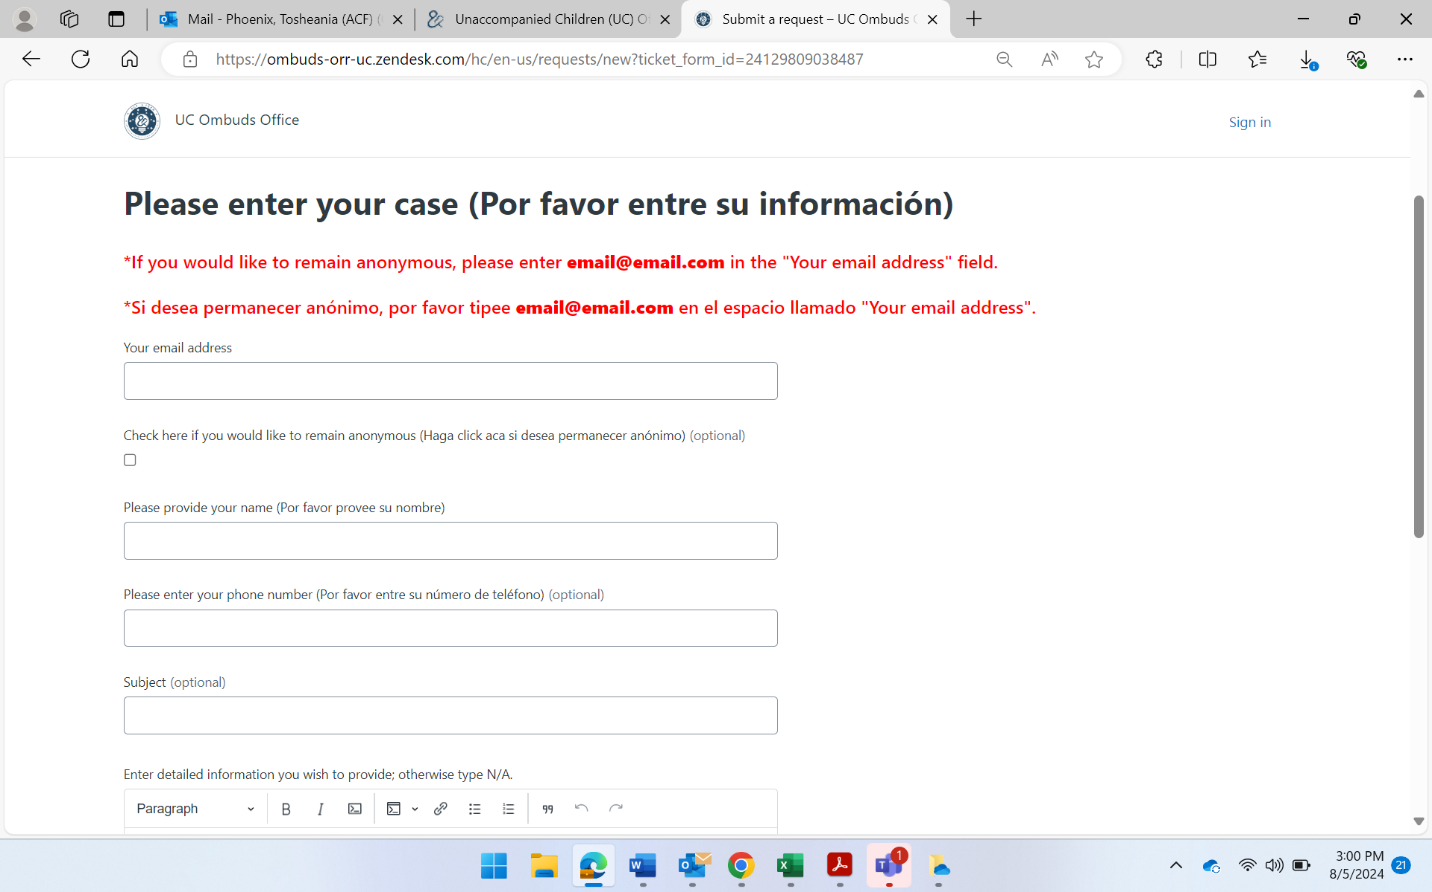 Mail - Phoenix, Tosheania (ACF) (
Unaccompanied Children (UC) O
Submit a request – UC Ombuds
https://ombuds-orr-uc.zendesk.com/hc/en-us/requests/new?ticket_form_id=24129809038487
UC Ombuds Office
Sign in
Please enter your case (Por favor entre su información)
*If you would like to remain anonymous, please enter email@email.com in the "Your email address" field.
*Si desea permanecer anónimo, por favor tipee email@email.com en el espacio llamado "Your email address".
Your email address
Check here if you would like to remain anonymous (Haga click aca si desea permanecer anónimo) (optional)
Please provide your name (Por favor provee su nombre)
Please enter your phone number (Por favor entre su número de teléfono) (optional)
Subject (optional)
Enter detailed information you wish to provide; otherwise type N/A.
Paragraph
B I
1
3:00 PM
8/5/2024
21